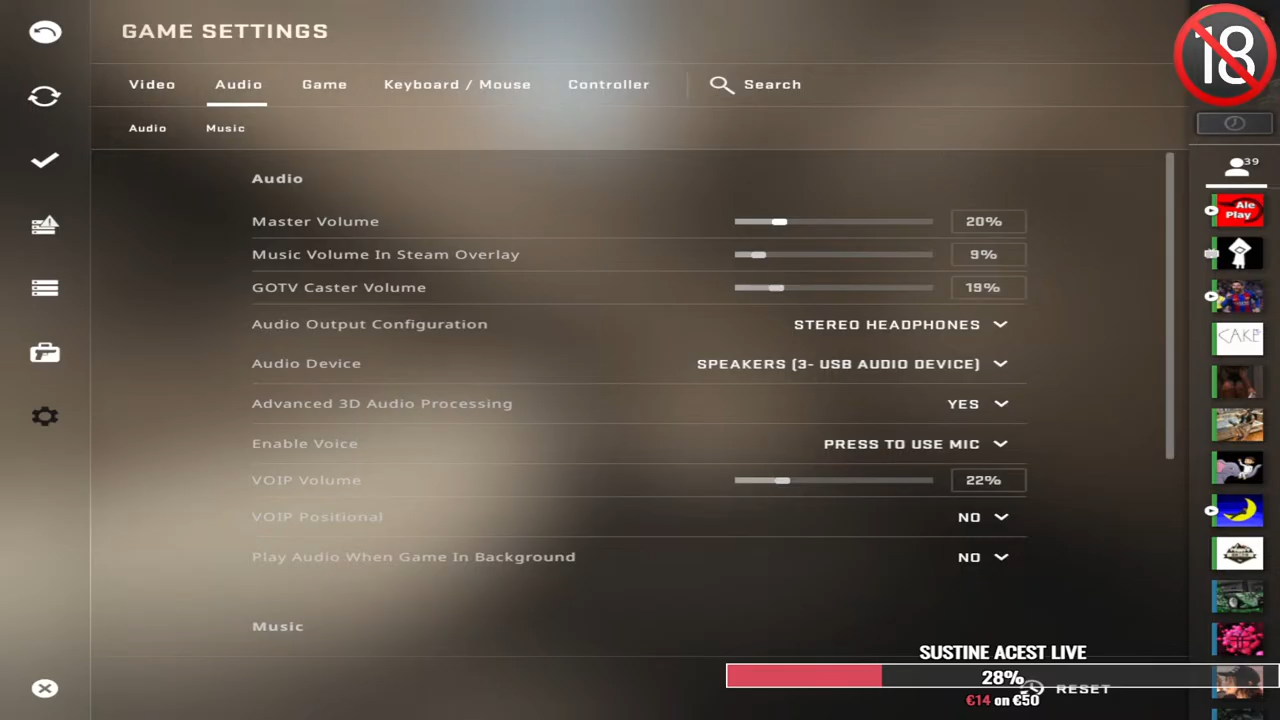 GAME SETTINGS
18
Video Audio Game Keyboard / Mouse Controller Search
Audio Music
39
Audio
Ale Play
Master Volume 20%
Music Volume In Steam Overlay 9%
GOTV Caster Volume 19%
Audio Output Configuration STEREO HEADPHONES
CAKE
Audio Device SPEAKERS (3- USB AUDIO DEVICE)
Advanced 3D Audio Processing YES
Enable Voice PRESS TO USE MIC
VOIP Volume 22%
VOIP Positional NO
Play Audio When Game In Background NO
Music
SUSTINE ACEST LIVE
28%
RESET
€14 on €50